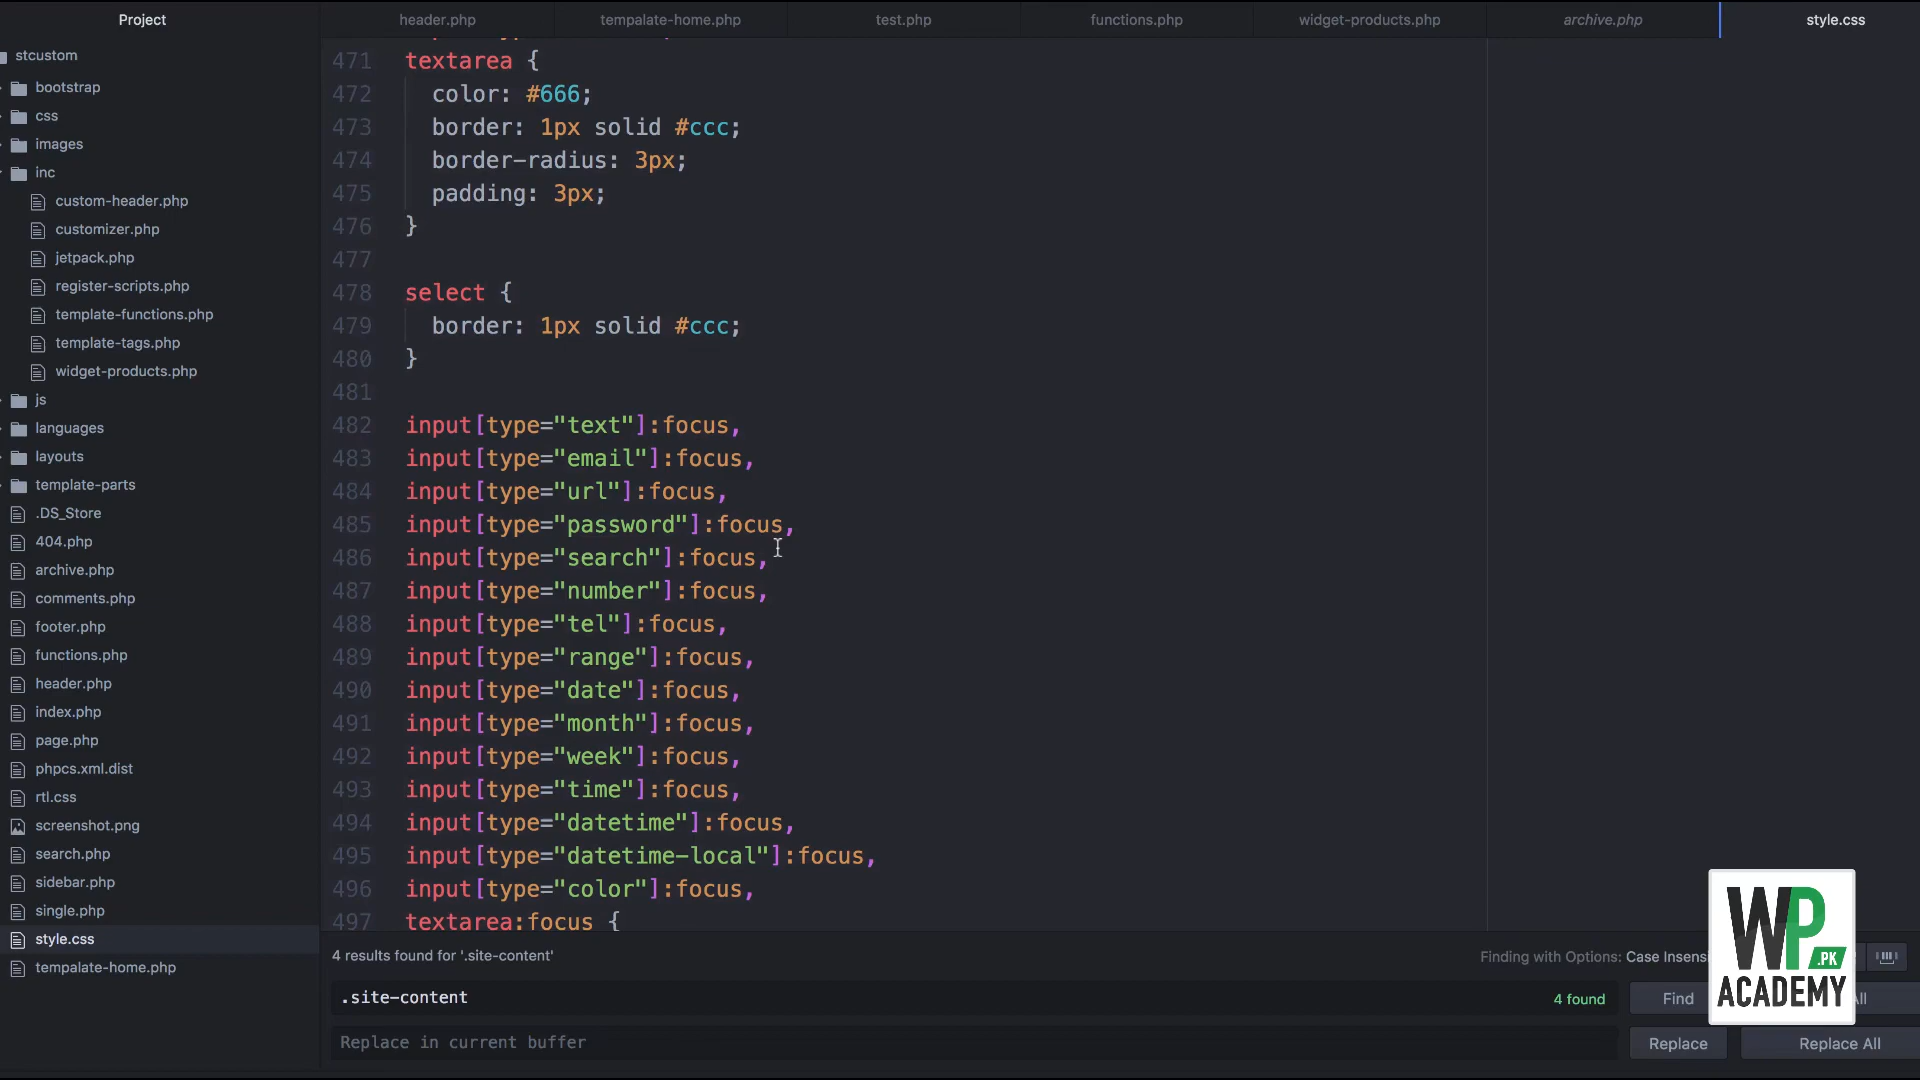 Project
header.php
tempalate-home.php
test.php
functions.php
widget-products.php
archive.php
style.css
stcustom
bootstrap
css
images
inc
custom-header.php
customizer.php
jetpack.php
register-scripts.php
template-functions.php
template-tags.php
widget-products.php
js
languages
layouts
template-parts
.DS_Store
404.php
archive.php
comments.php
footer.php
functions.php
header.php
index.php
page.php
phpcs.xml.dist
rtl.css
screenshot.png
search.php
sidebar.php
single.php
style.css
tempalate-home.php
471 textarea {
472 color: #666;
473 border: 1px solid #ccc;
474 border-radius: 3px;
475 padding: 3px;
476 }
477
478 select {
479 border: 1px solid #ccc;
480 }
481
482 input[type="text"]:focus,
483 input[type="email"]:focus,
484 input[type="url"]:focus,
485 input[type="password"]:focus,
486 input[type="search"]:focus,
487 input[type="number"]:focus,
488 input[type="tel"]:focus,
489 input[type="range"]:focus,
490 input[type="date"]:focus,
491 input[type="month"]:focus,
492 input[type="week"]:focus,
493 input[type="time"]:focus,
494 input[type="datetime"]:focus,
495 input[type="datetime-local"]:focus,
496 input[type="color"]:focus,
497 textarea:focus {
4 results found for '.site-content'
Finding with Options: Case Insensi
.site-content
4 found
Find
All
Replace in current buffer
Replace
Replace All
WP
.PK
ACADEMY